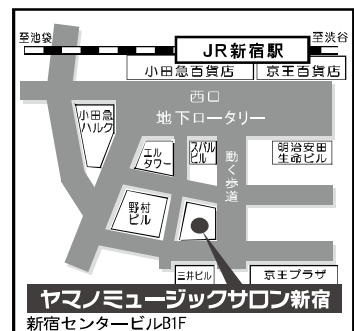 至池袋
至渋谷
JR新宿駅
小田急百貨店
京王百貨店
西口
地下ロータリー
小田急
ハルク
エル
タワー
スバル
ビル
動く歩道
明治安田
生命ビル
野村
ビル
三井ビル
京王プラザ
ヤマノミュージックサロン新宿
新宿センタービルB1F